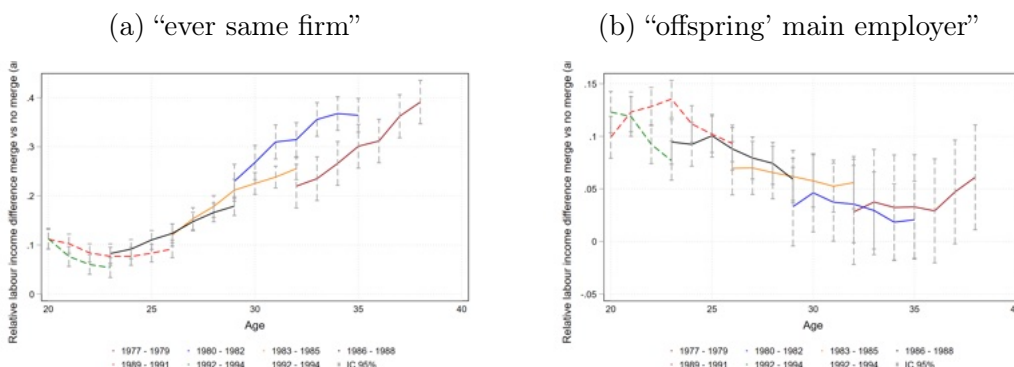 (a) “ever same firm”
(b) “offspring’ main employer”
Relative labour income difference merge vs no merge (a
.4
.3
.2
.1
0
20
25
30
35
40
Age
1977 - 1979
1980 - 1982
1983 - 1985
1986 - 1988
1989 - 1991
1992 - 1994
1992 - 1994
IC 95%
Relative labour income difference merge vs no merge (a
.15
.1
.05
0
-.05
20
25
30
35
40
Age
1977 - 1979
1980 - 1982
1983 - 1985
1986 - 1988
1989 - 1991
1992 - 1994
1992 - 1994
IC 95%